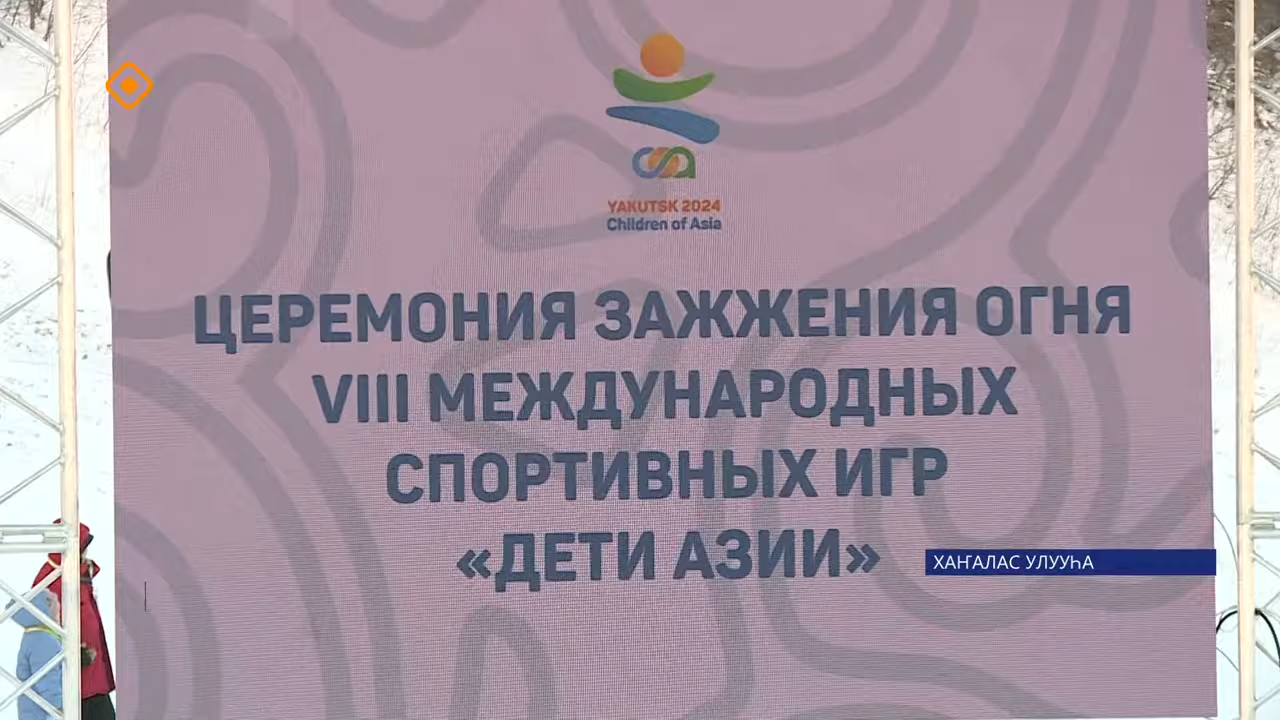 YAKUTSK 2024
Children of Asia
ЦЕРЕМОНИЯ ЗАЖЖЕНИЯ ОГНЯ
VIII МЕЖДУНАРОДНЫХ
СПОРТИВНЫХ ИГР
«ДЕТИ АЗИИ»
ХАҤАЛАС УЛУУҺА